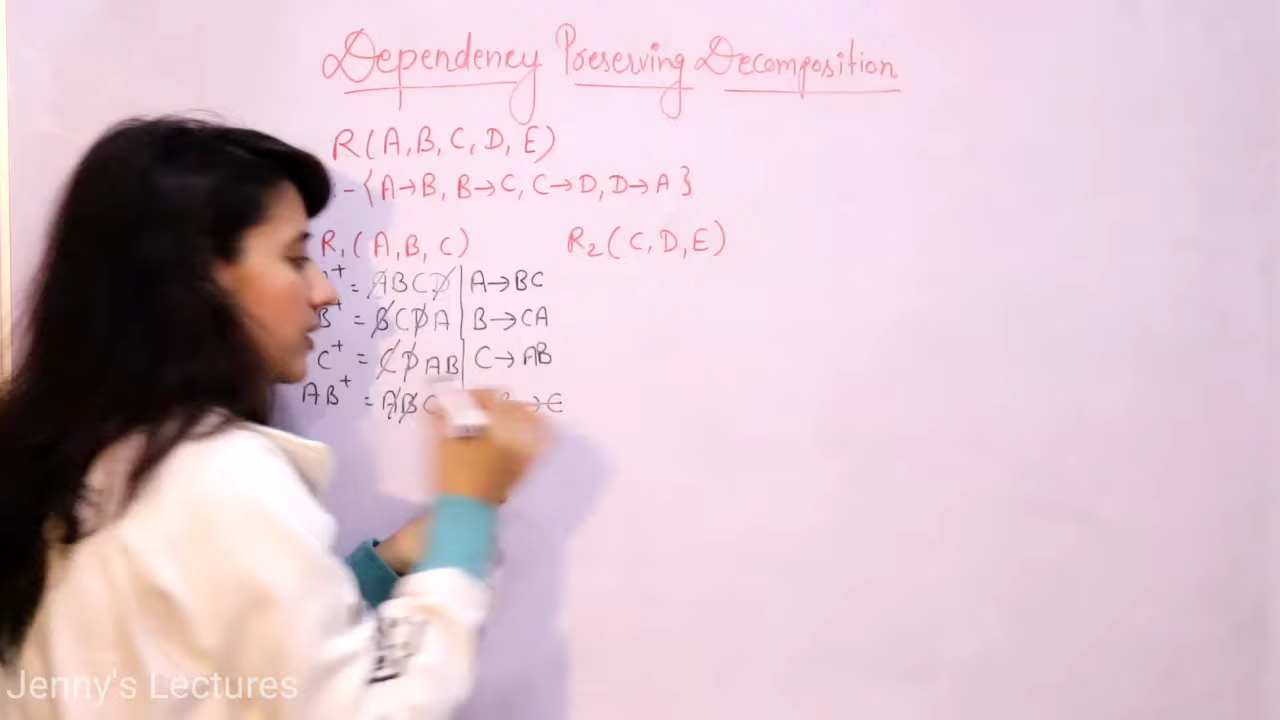 Dependency Preserving Decomposition
R(A,B,C,D,E)
- {A→B, B→C, C→D, D→A}
R₁(A,B,C) R₂(C,D,E)
+ = ABCD | A→BC
B⁺ = BCDA | B→CA
C⁺ = CDAB | C→AB
AB⁺ = ABC
Jenny's Lectures